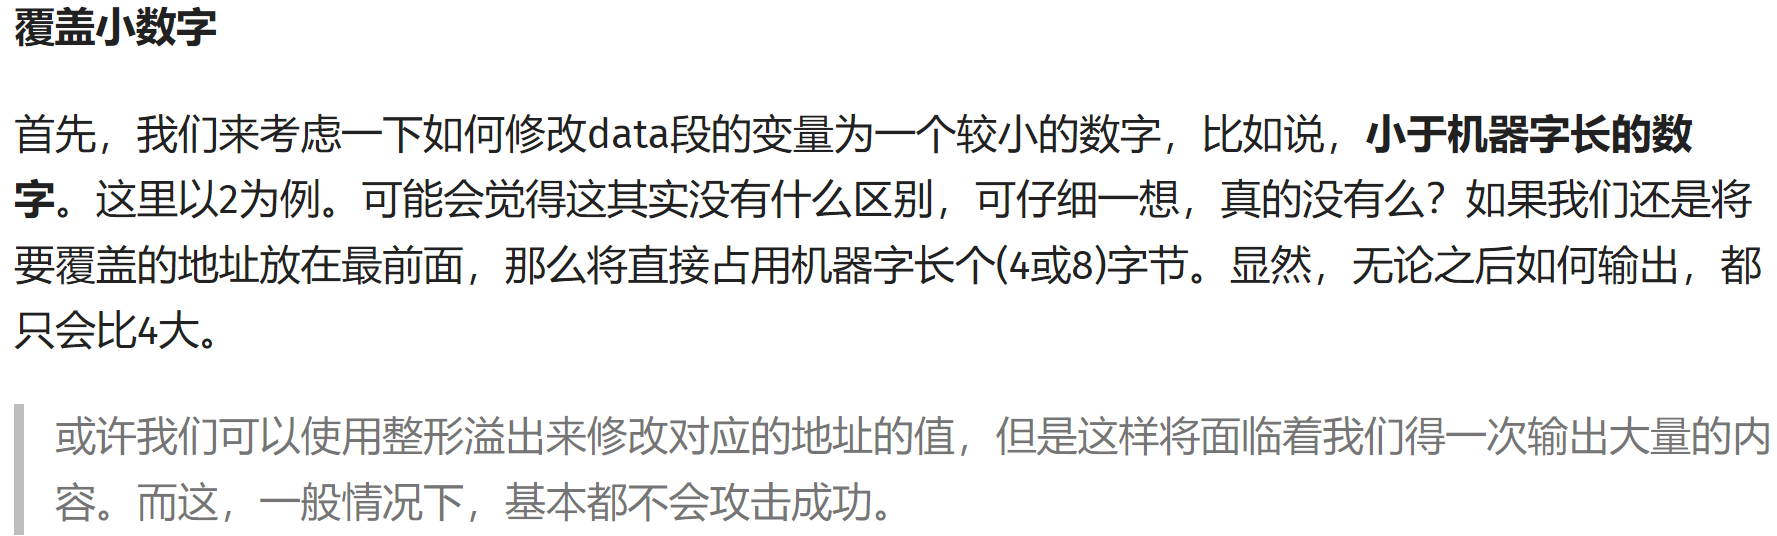 覆盖小数字
首先，我们来考虑一下如何修改data段的变量为一个较小的数字，比如说，小于机器字长的数
字。这里以2为例。可能会觉得这其实没有什么区别，可仔细一想，真的没有么？如果我们还是将
要覆盖的地址放在最前面，那么将直接占用机器字长个(4或8)字节。显然，无论之后如何输出，都
只会比4大。
或许我们可以使用整形溢出来修改对应的地址的值，但是这样将面临着我们得一次输出大量的内
容。而这，一般情况下，基本都不会攻击成功。